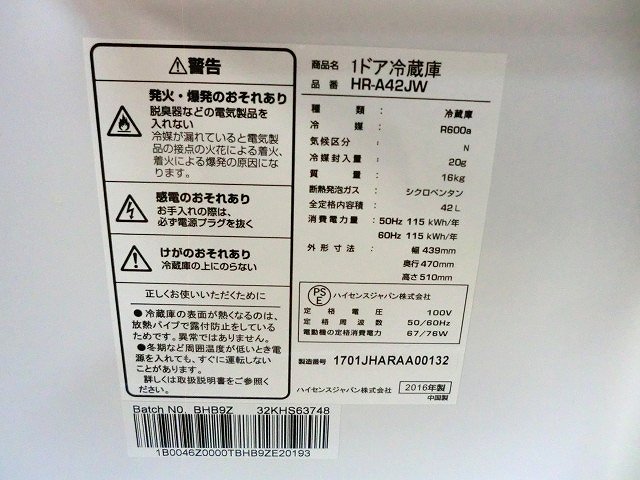 ⚠警告
発火・爆発のおそれあり
脱臭器などの電気製品を
入れない
冷媒が漏れていると電気製
品の接点の火花による着火、
着火による爆発の原因にな
ります。
感電のおそれあり
お手入れの際は、
必ず電源プラグを抜く
けがのおそれあり
冷蔵庫の上にのらない
正しくお使いいただくために
●冷蔵庫の表面が熱くなるのは、
放熱パイプで露付防止をしている
ためです。異常ではありません。
●冬期など周囲温度が低いとき電
源を入れても、すぐに運転しない
ことがあります。
詳しくは取扱説明書をご参照く
ださい。
商品名 1ドア冷蔵庫
品番 HR-A42JW
種類 冷蔵庫
冷媒 R600a
気候区分 N
冷媒封入量 20g
質量 16kg
断熱発泡ガス シクロペンタン
全定格内容積 42L
消費電力量 50Hz 115 kWh/年
60Hz 115 kWh/年
外形寸法 幅 439mm
奥行 470mm
高さ 510mm
PS
E ハイセンスジャパン株式会社
定格電圧 100V
定格周波数 50/60Hz
電動機の定格消費電力 67/76W
製造番号 1701JHARAA00132
ハイセンスジャパン株式会社 2016年製
中国製
Batch NO. BHB9Z 32KHS63748
1B0046Z0000TBHB9ZE20193